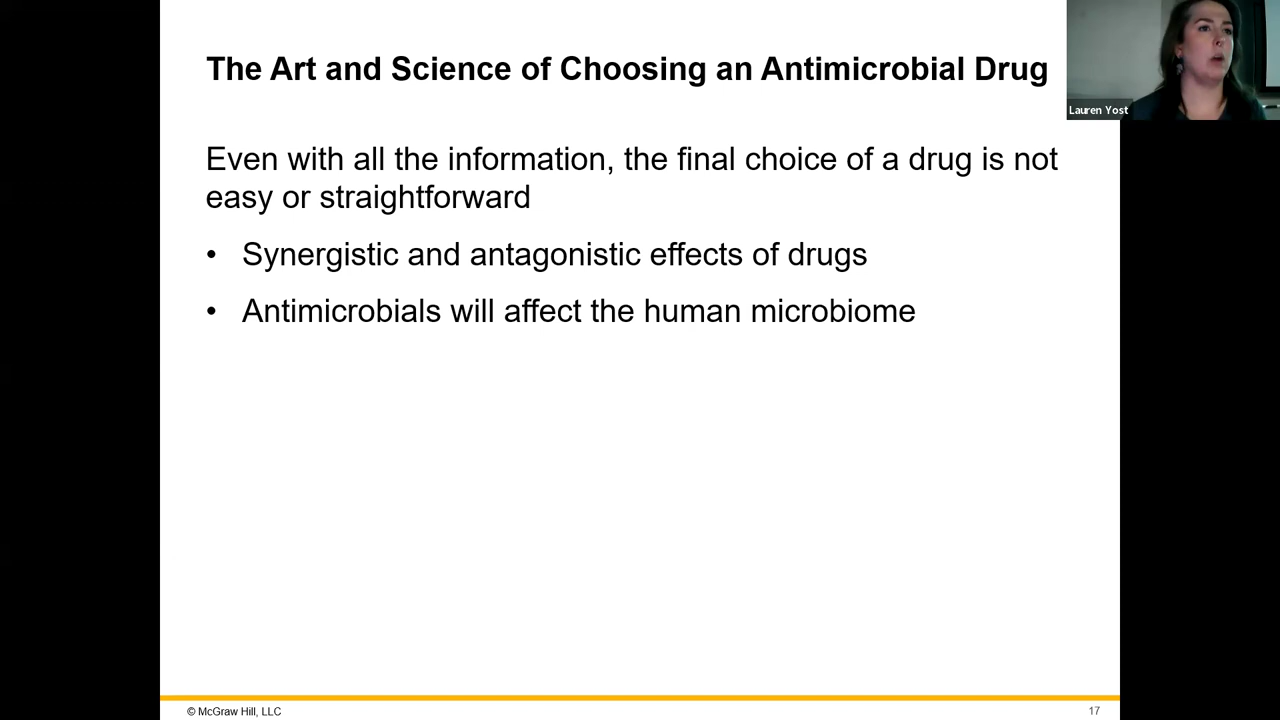 The Art and Science of Choosing an Antimicrobial Drug
Lauren Yost
Even with all the information, the final choice of a drug is not
easy or straightforward
• Synergistic and antagonistic effects of drugs
• Antimicrobials will affect the human microbiome
© McGraw Hill, LLC
17